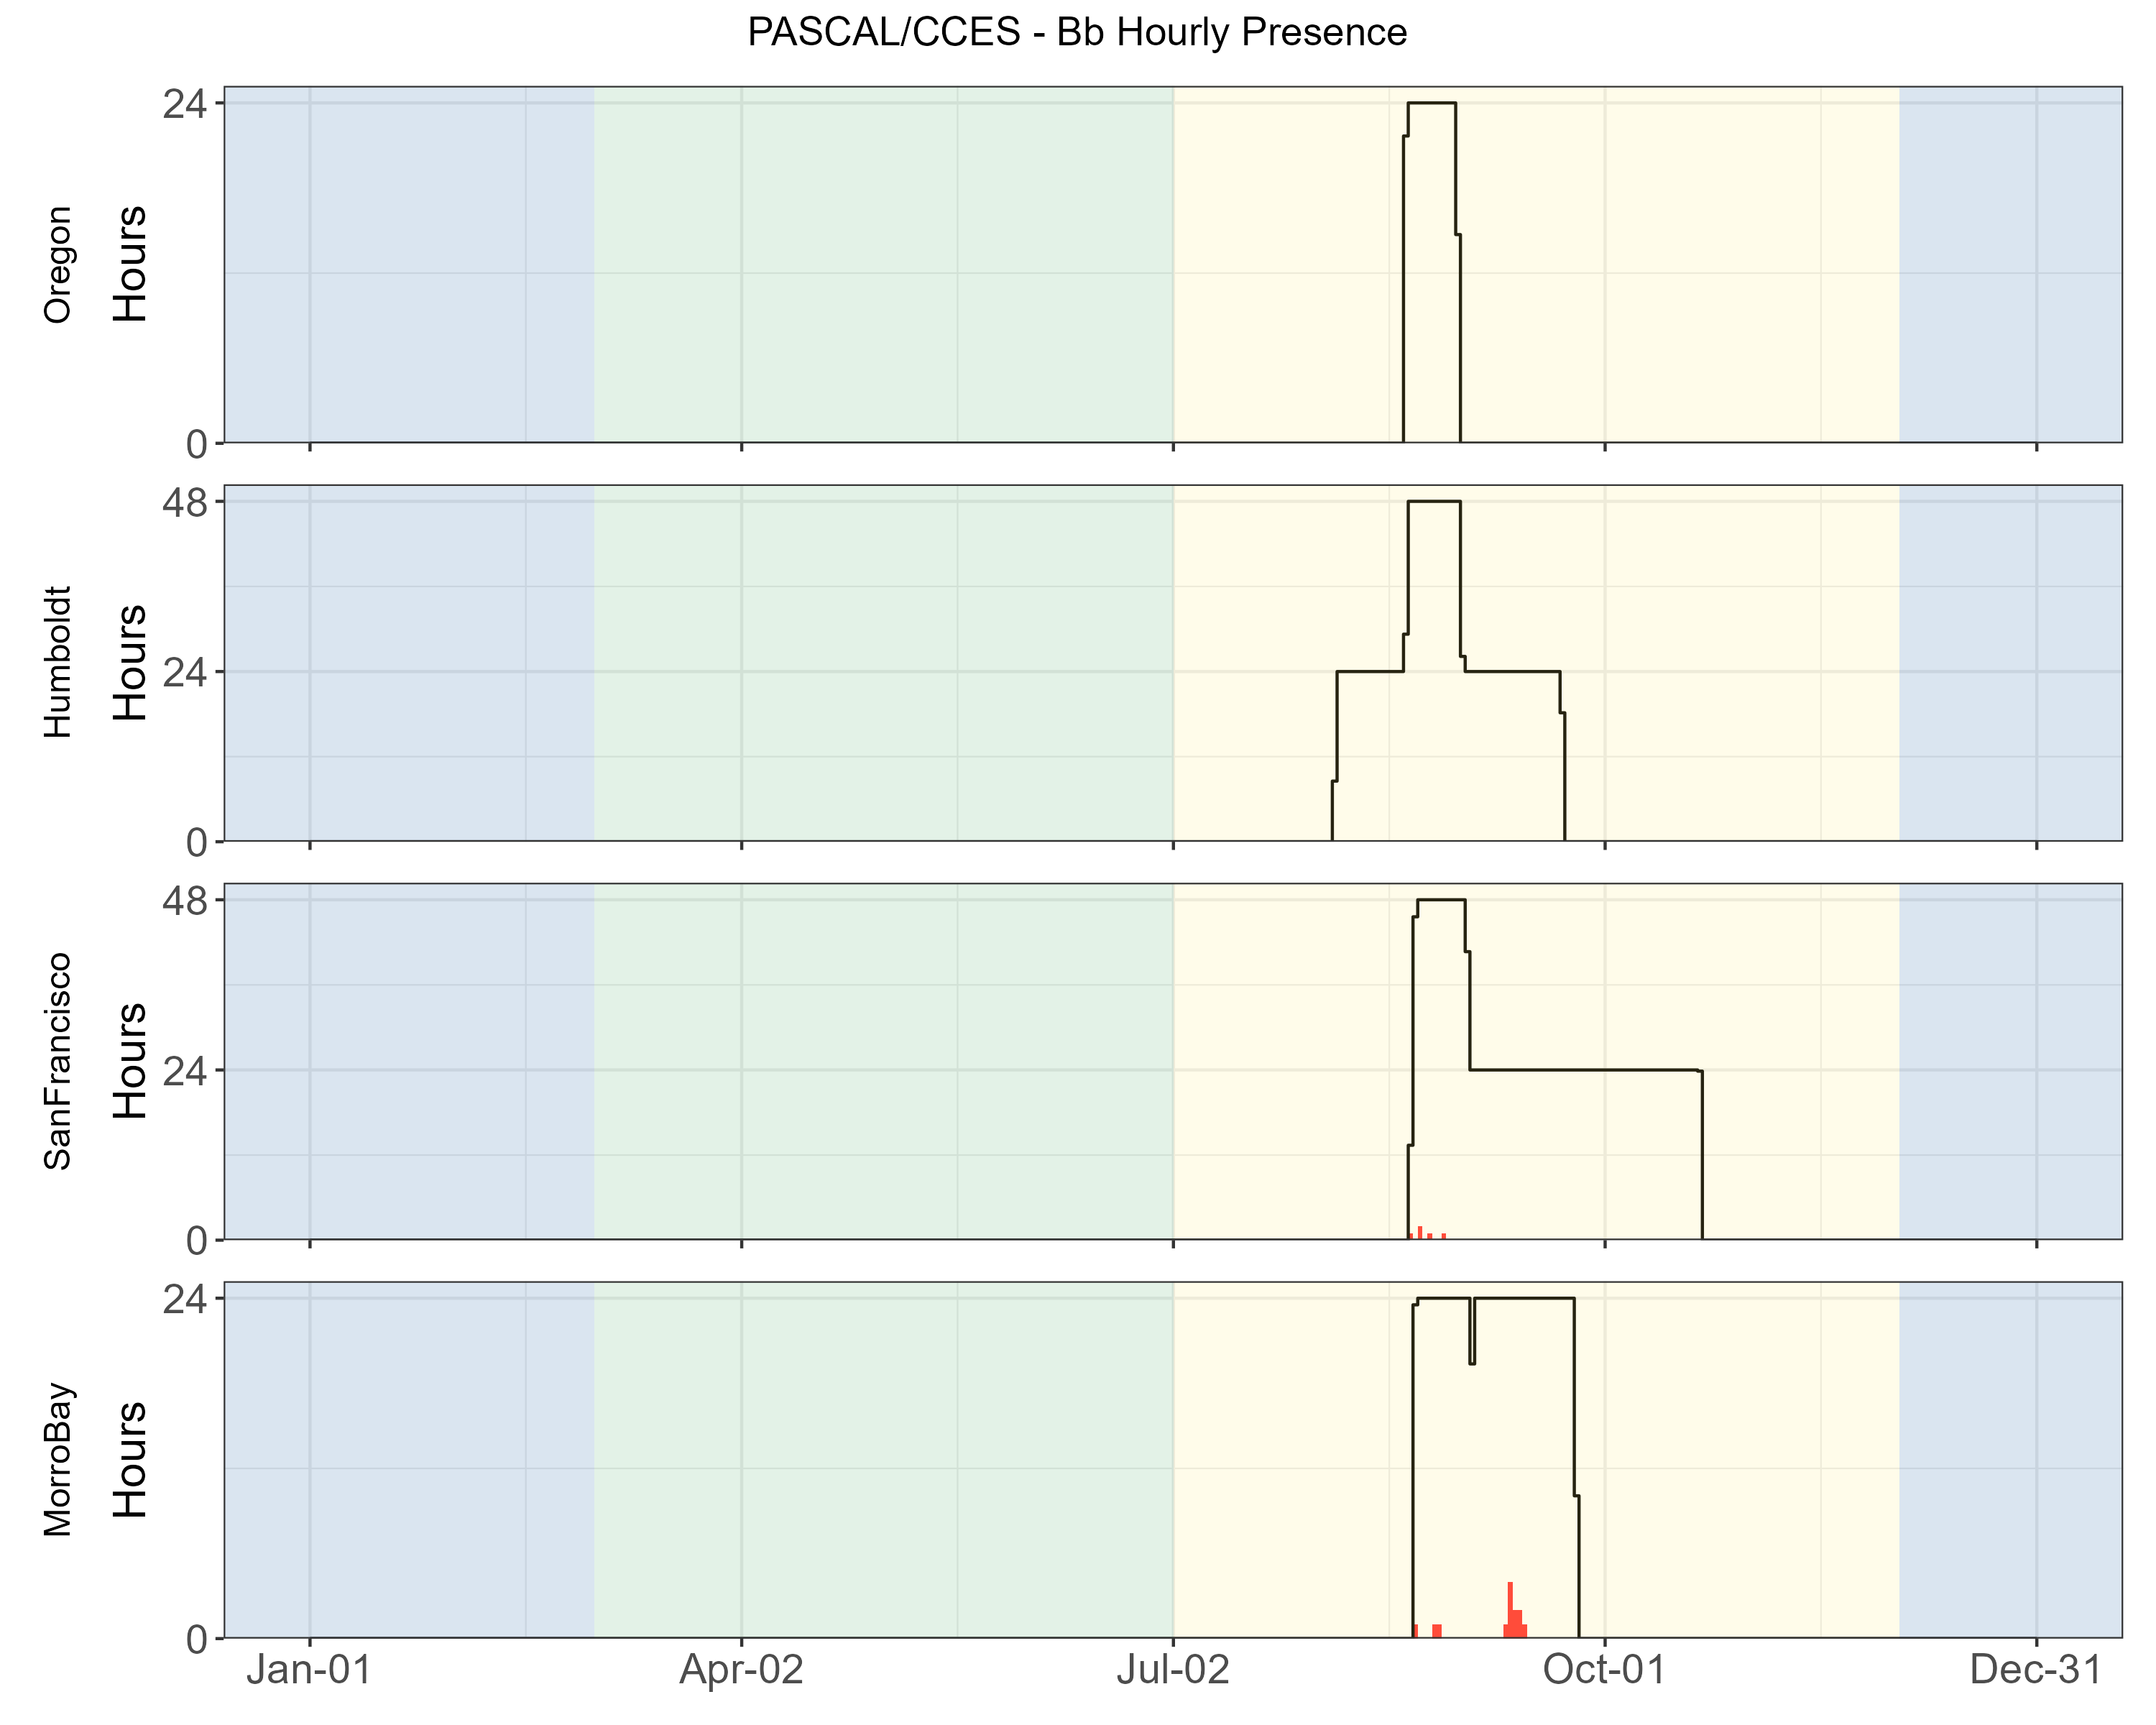 PASCAL/CCES - Bb Hourly Presence
Oregon
Hours
24
0
Humboldt
Hours
48
24
0
SanFrancisco
Hours
48
24
0
MorroBay
Hours
24
0
Jan-01 Apr-02 Jul-02 Oct-01 Dec-31